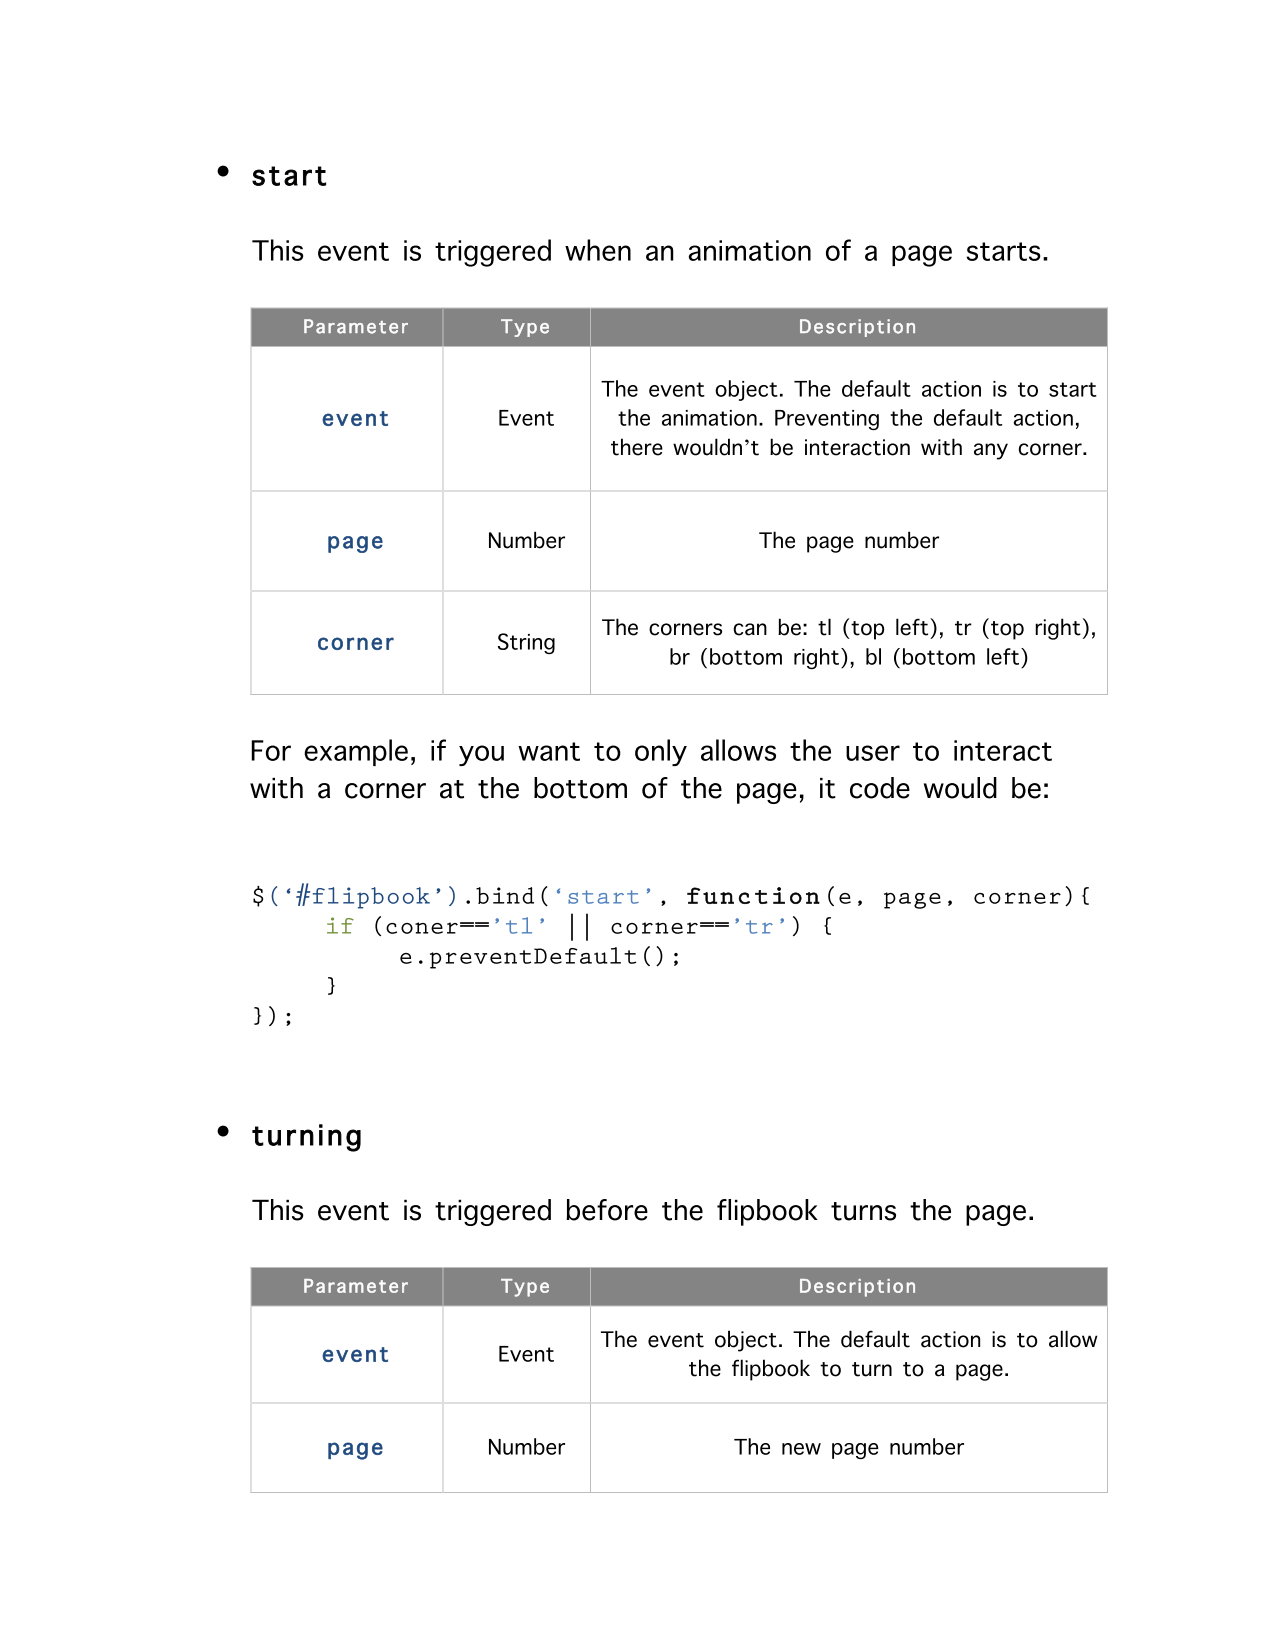 • start
This event is triggered when an animation of a page starts.
Parameter Type Description
event Event The event object. The default action is to start
the animation. Preventing the default action,
there wouldn’t be interaction with any corner.
page Number The page number
corner String The corners can be: tl (top left), tr (top right),
br (bottom right), bl (bottom left)
For example, if you want to only allows the user to interact
with a corner at the bottom of the page, it code would be:
$(‘#flipbook’).bind(‘start’, function(e, page, corner){
if (coner==’tl’ || corner==’tr’) {
e.preventDefault();
}
});
• turning
This event is triggered before the flipbook turns the page.
Parameter Type Description
event Event The event object. The default action is to allow
the flipbook to turn to a page.
page Number The new page number